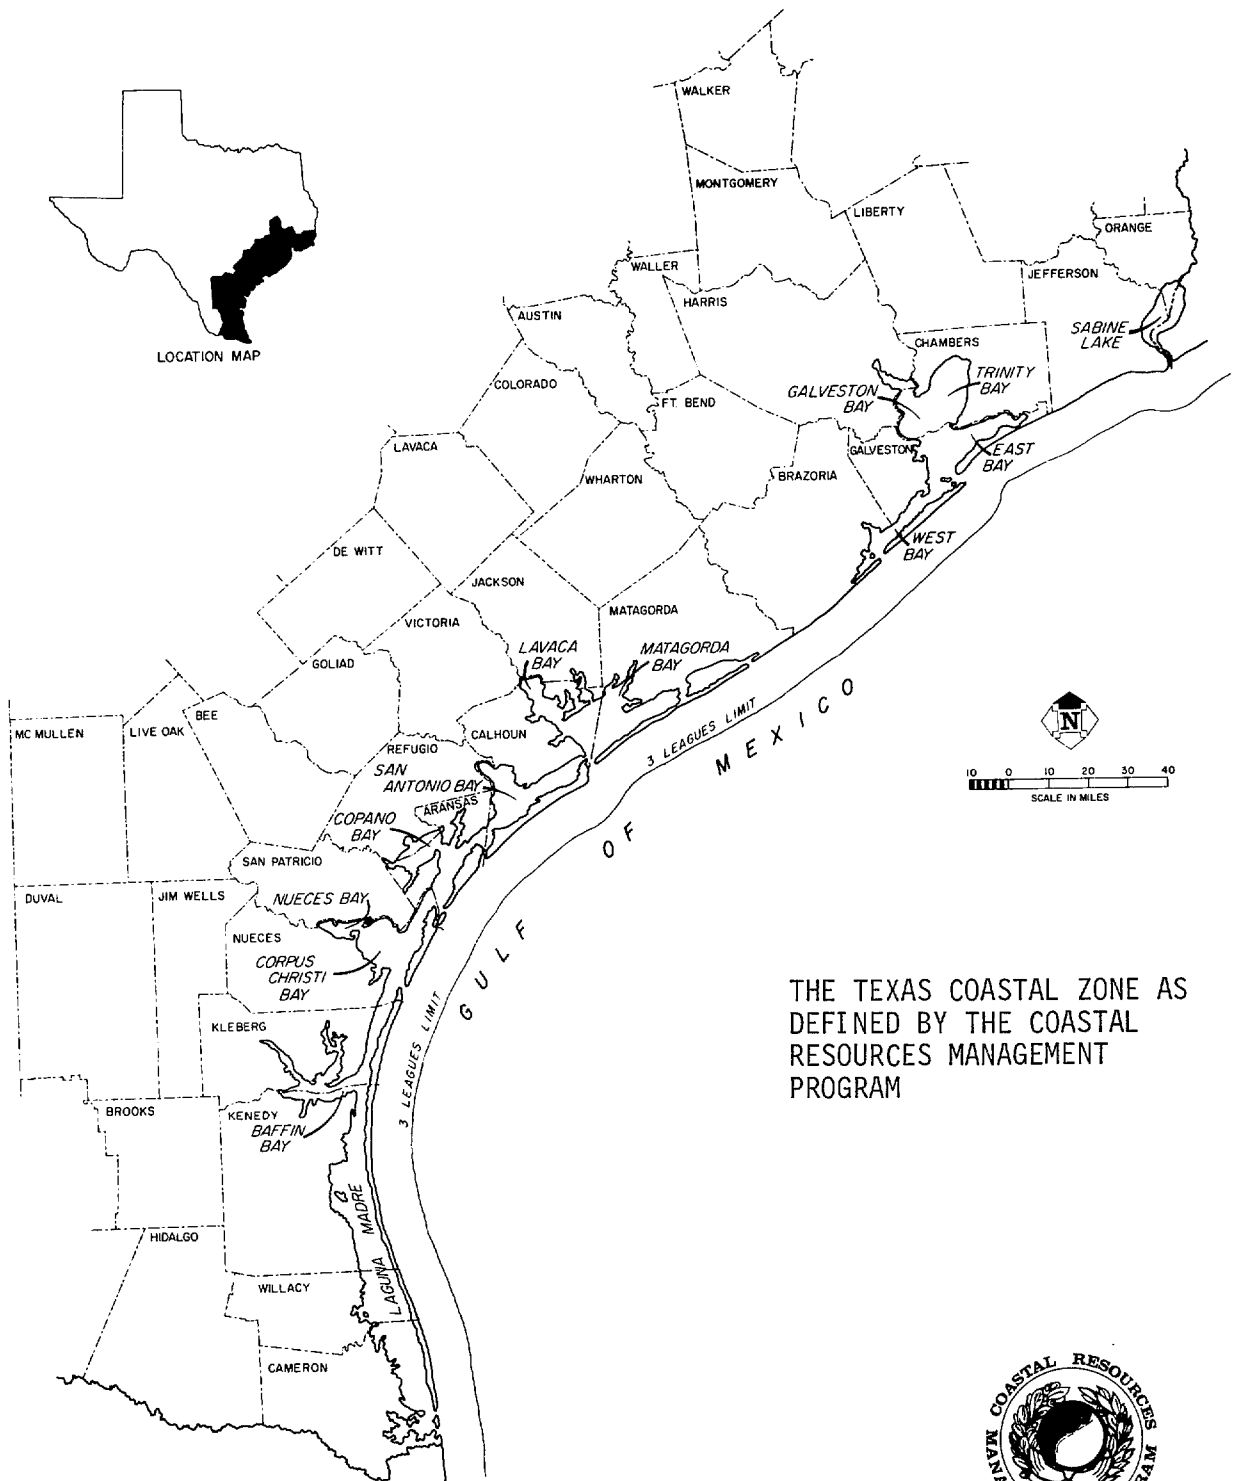 WALKER
MONTGOMERY
LIBERTY
ORANGE
WALLER
JEFFERSON
HARRIS
AUSTIN
SABINE
LAKE
CHAMBERS
LOCATION MAP
COLORADO
TRINITY
BAY
GALVESTON
BAY
FT. BEND
LAVACA
GALVESTON
EAST
BAY
WHARTON
BRAZORIA
WEST
BAY
DE WITT
JACKSON
MATAGORDA
VICTORIA
LAVACA
BAY
MATAGORDA
BAY
GOLIAD
BEE
MC MULLEN
LIVE OAK
REFUGIO
CALHOUN
3 LEAGUES LIMIT
GULF OF MEXICO
N
10 0 10 20 30 40
SCALE IN MILES
SAN
ANTONIO BAY
ARANSAS
COPANO
BAY
SAN PATRICIO
DUVAL
JIM WELLS
NUECES BAY
NUECES
CORPUS
CHRISTI
BAY
THE TEXAS COASTAL ZONE AS
DEFINED BY THE COASTAL
RESOURCES MANAGEMENT
PROGRAM
KLEBERG
3 LEAGUES LIMIT
BROOKS
KENEDY
BAFFIN
BAY
LAGUNA MADRE
HIDALGO
WILLACY
CAMERON
COASTAL RESOURCES